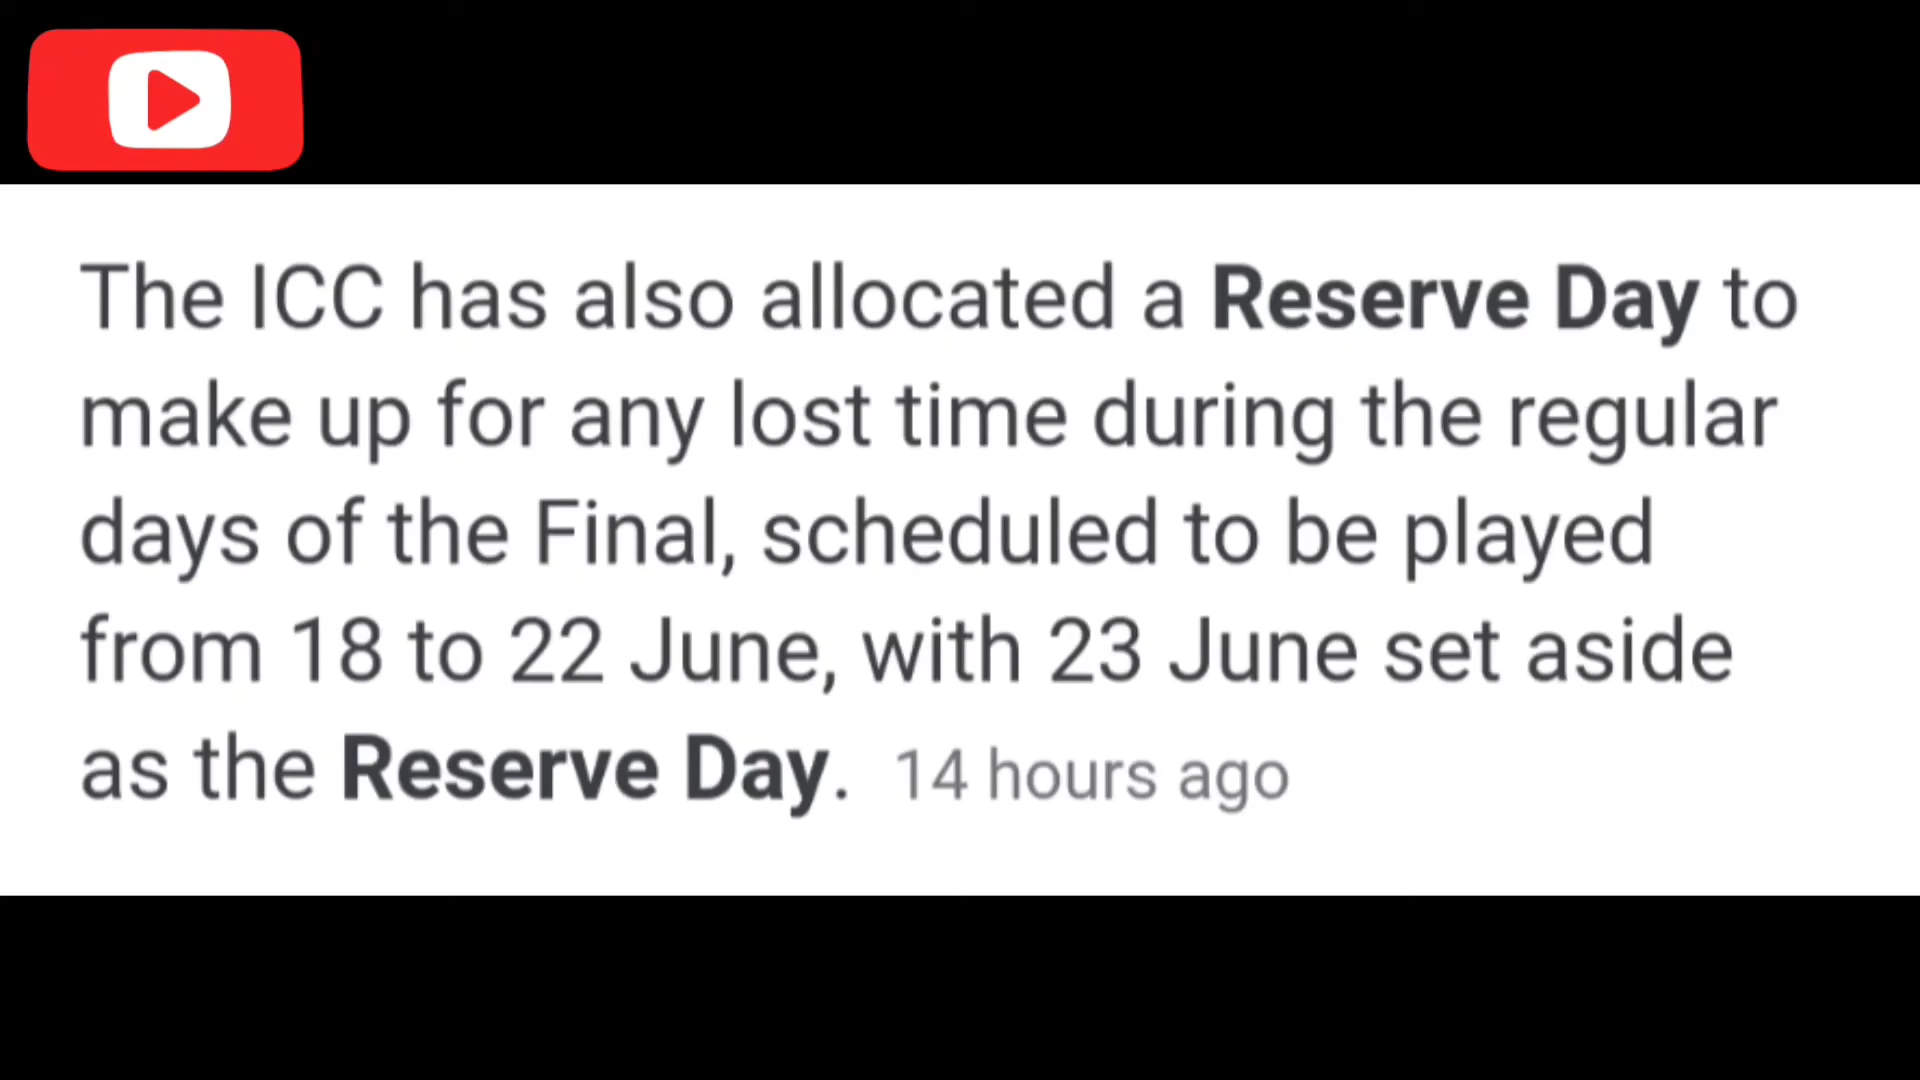 The ICC has also allocated a Reserve Day to
make up for any lost time during the regular
days of the Final, scheduled to be played
from 18 to 22 June, with 23 June set aside
as the Reserve Day. 14 hours ago